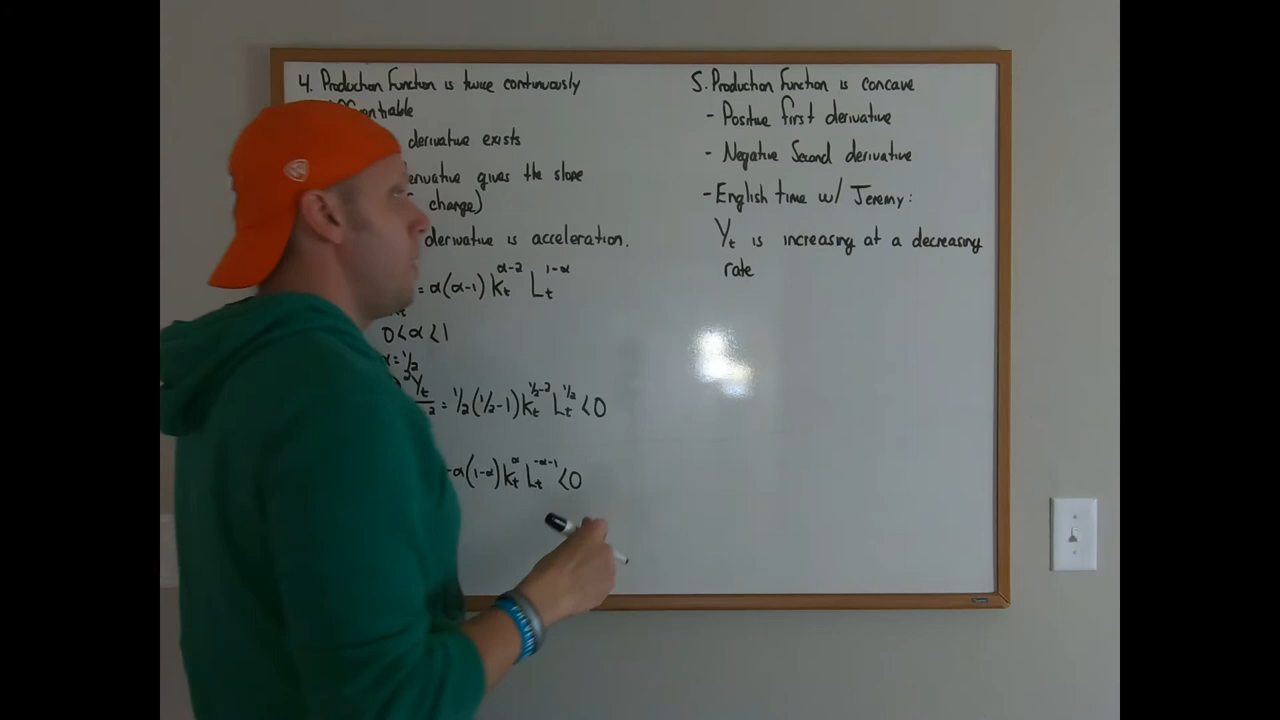 4. Production Function is twice continuously
derivative exists
gives the slope
change)
derivative is acceleration.
= α(α-1) K_t^{α-2} L_t^{1-α}
0<α<1
= 1/2
Y_t = 1/2(1/2-1) K_t^{1/2-2} L_t^{1/2} <0
-α(1-α) K_t^α L_t^{-α-1} <0
5. Production Function is concave
- Positive first derivative
- Negative Second derivative
- English time w/ Jeremy:
Y_t is increasing at a decreasing
rate